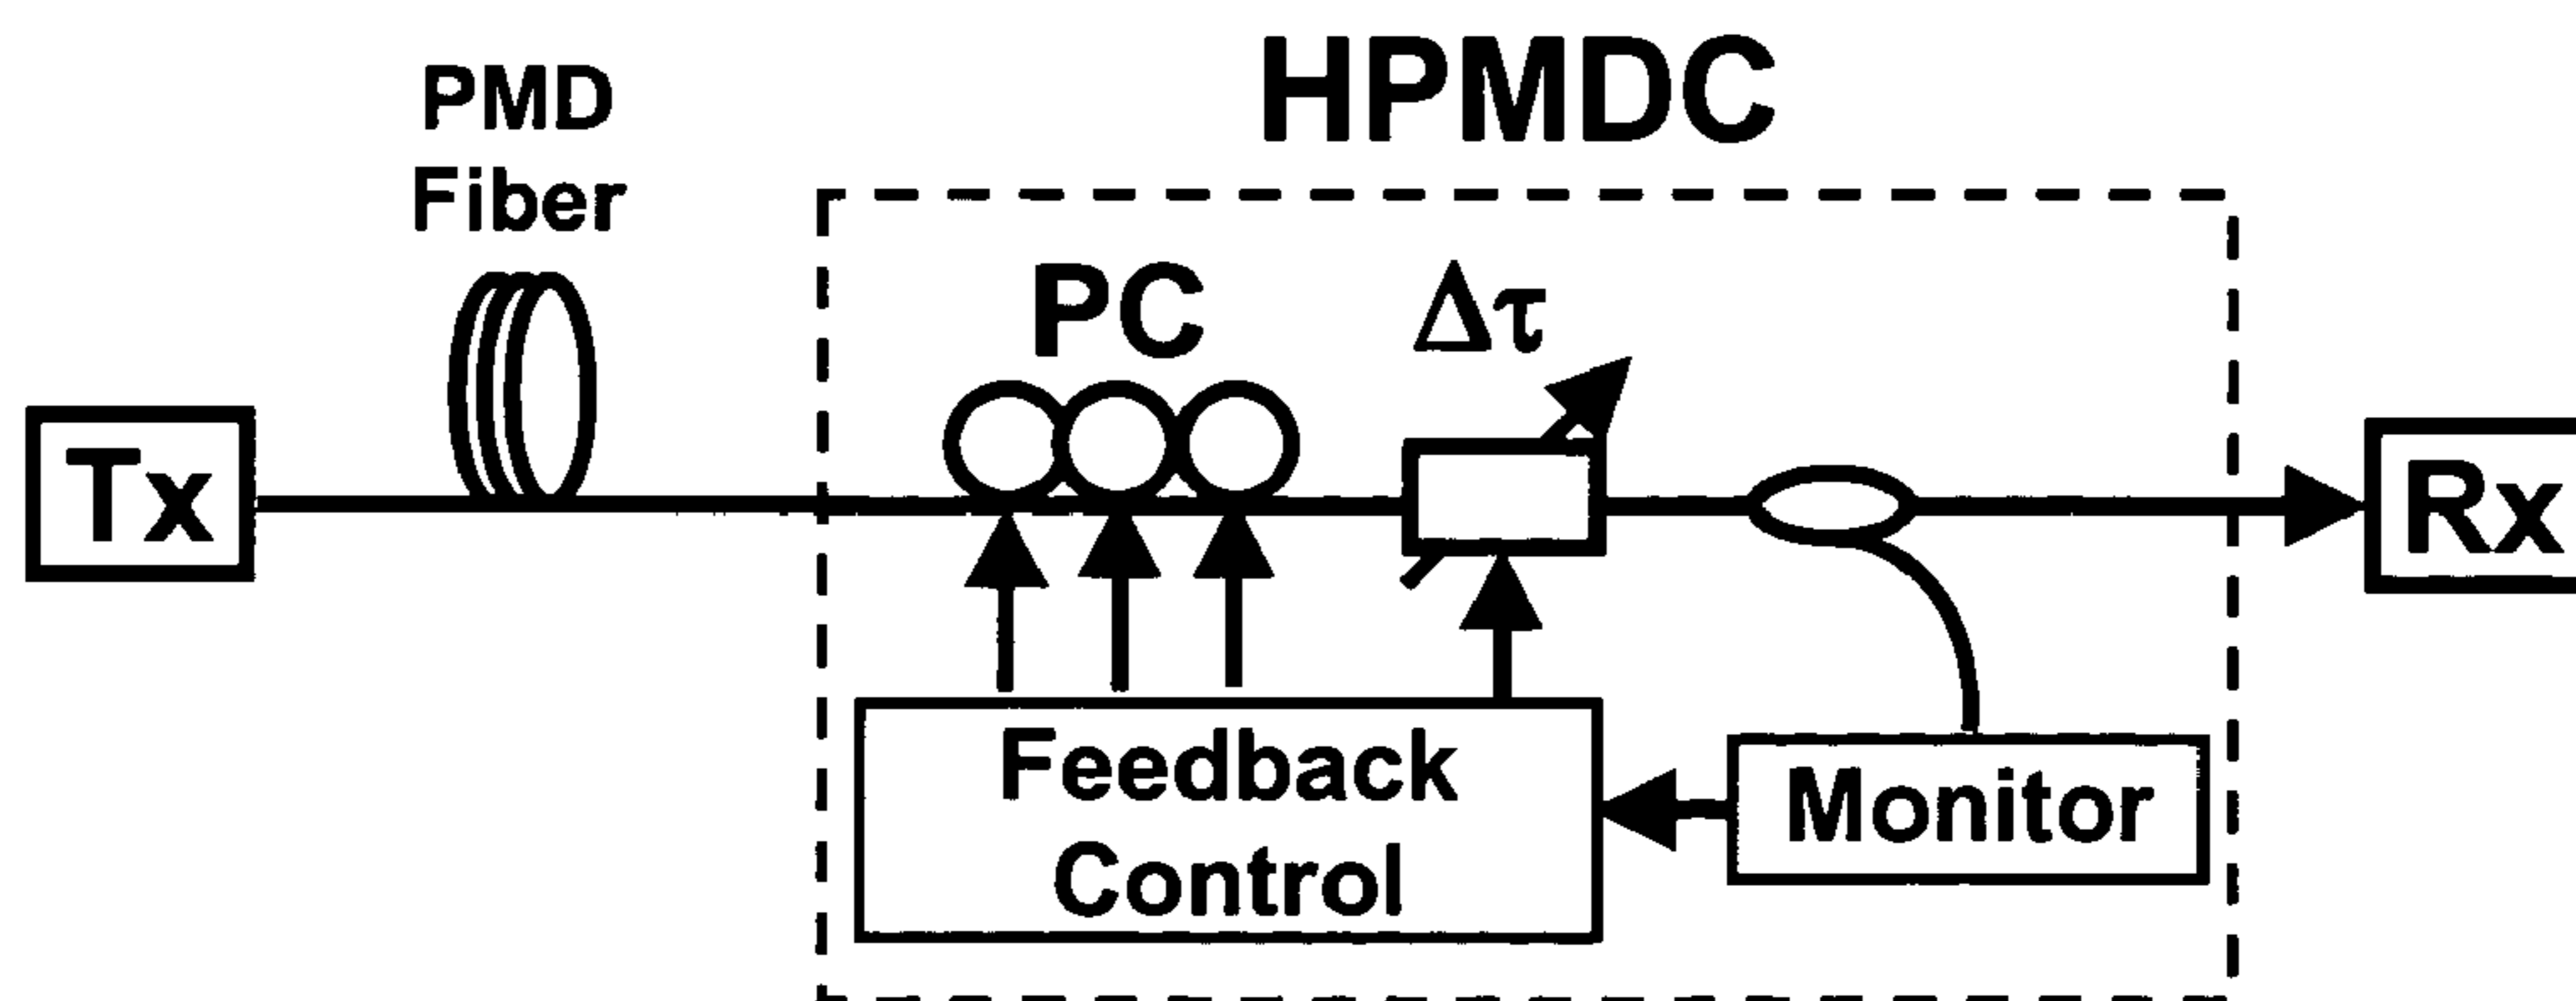 HPMDC
PMD
Fiber
PC
Δτ
Tx
Rx
Feedback
Control
Monitor